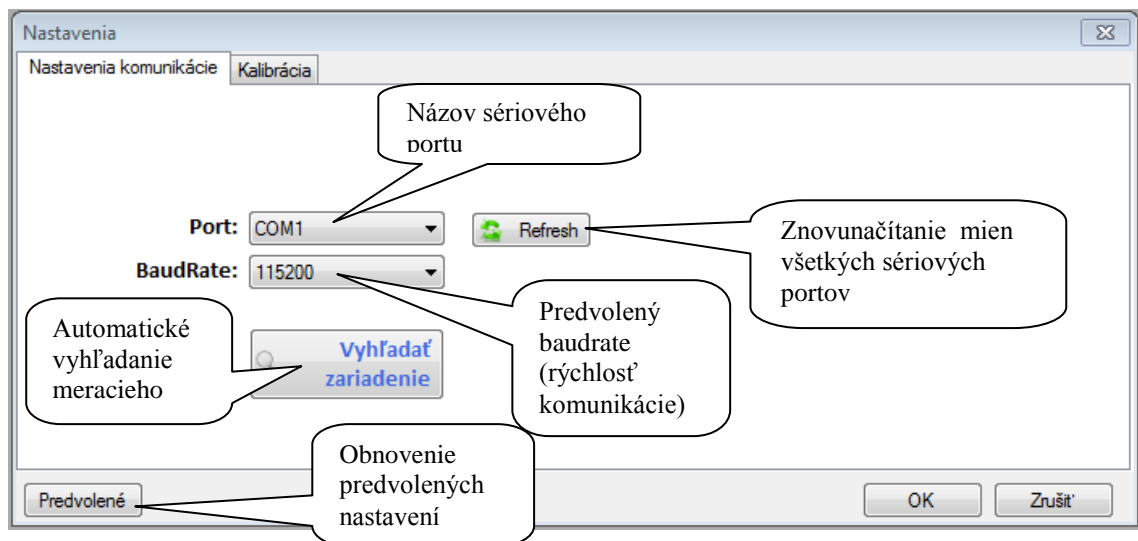 Nastavenia
Nastavenia komunikácie
Kalibrácia
Názov sériového
portu
Port:
COM1
Refresh
Znovunačítanie mien
všetkých sériových
portov
BaudRate:
115200
Predvolený
baudrate
(rýchlosť
komunikácie)
Automatické
vyhľadanie
meracieho
Vyhľadať
zariadenie
Obnovenie
predvolených
nastavení
Predvolené
OK
Zrušiť